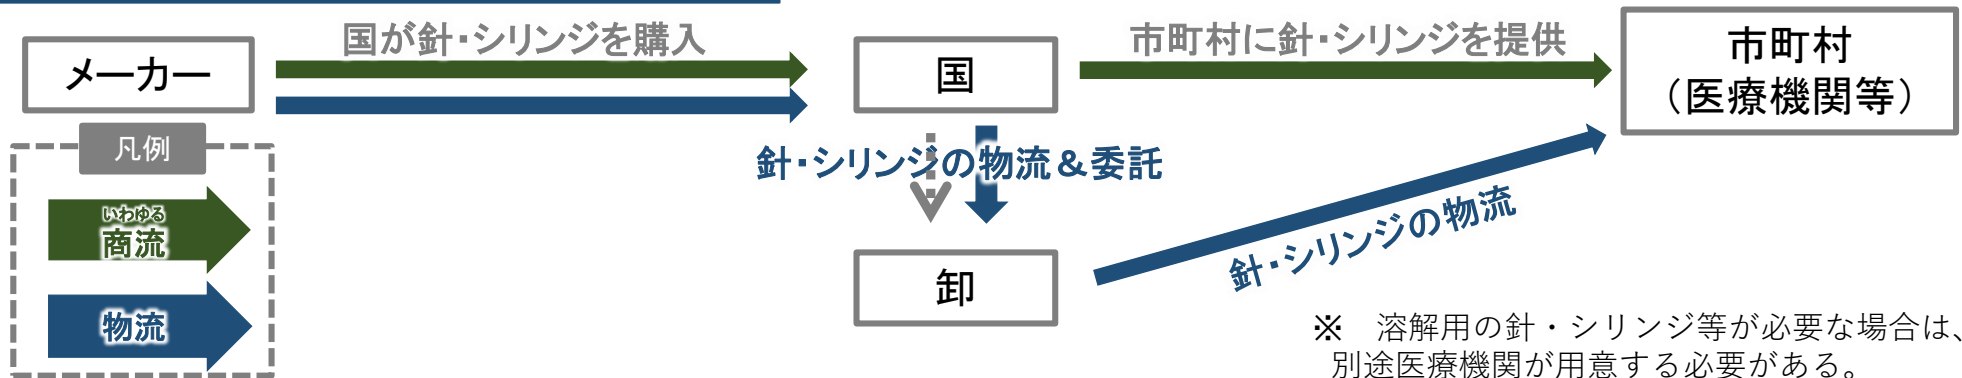 メーカー
国が針・シリンジを購入
国
市町村に針・シリンジを提供
市町村
（医療機関等）
凡例
いわゆる
商流
物流
針・シリンジの物流＆委託
卸
針・シリンジの物流
※　溶解用の針・シリンジ等が必要な場合は、
別途医療機関が用意する必要がある。